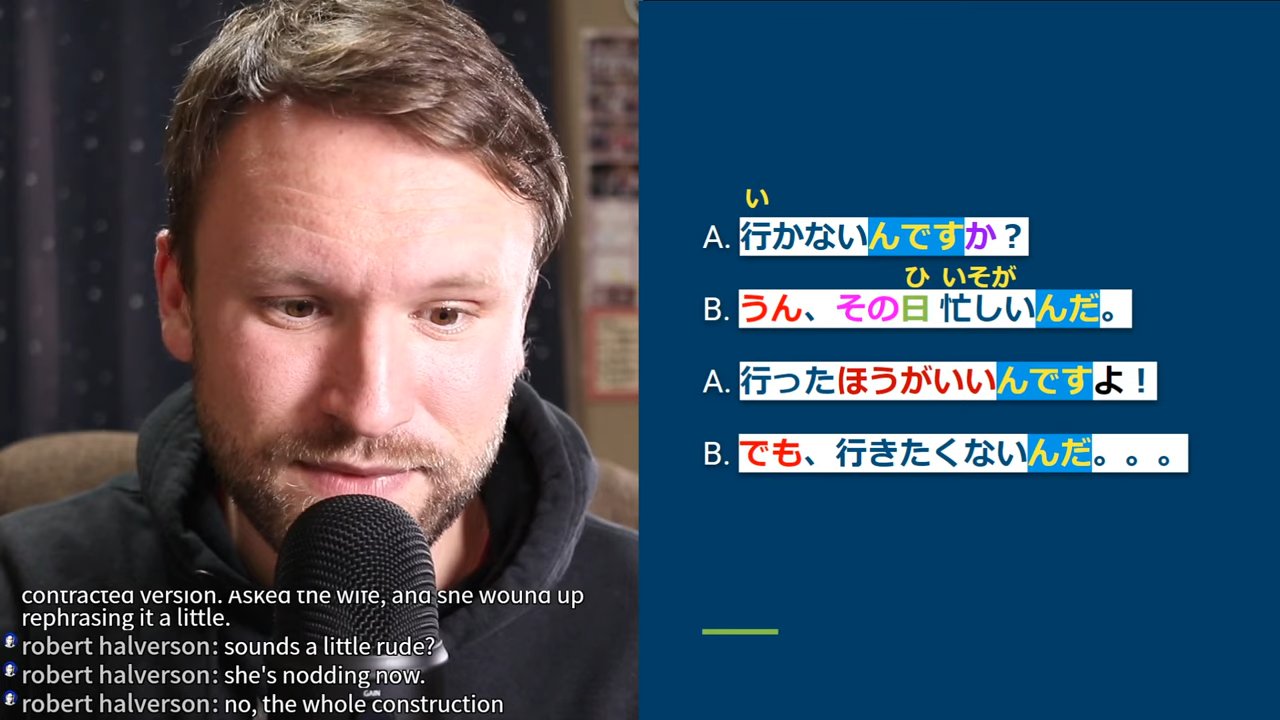 contracted version. Asked the wife, and she wound up
rephrasing it a little.
robert halverson: sounds a little rude?
robert halverson: she's nodding now.
robert halverson: no, the whole construction
GAIN
い
A. 行かないんですか？
ひ いそが
B. うん、その日 忙しいんだ。
A. 行ったほうがいいんですよ！
B. でも、行きたくないんだ。。。